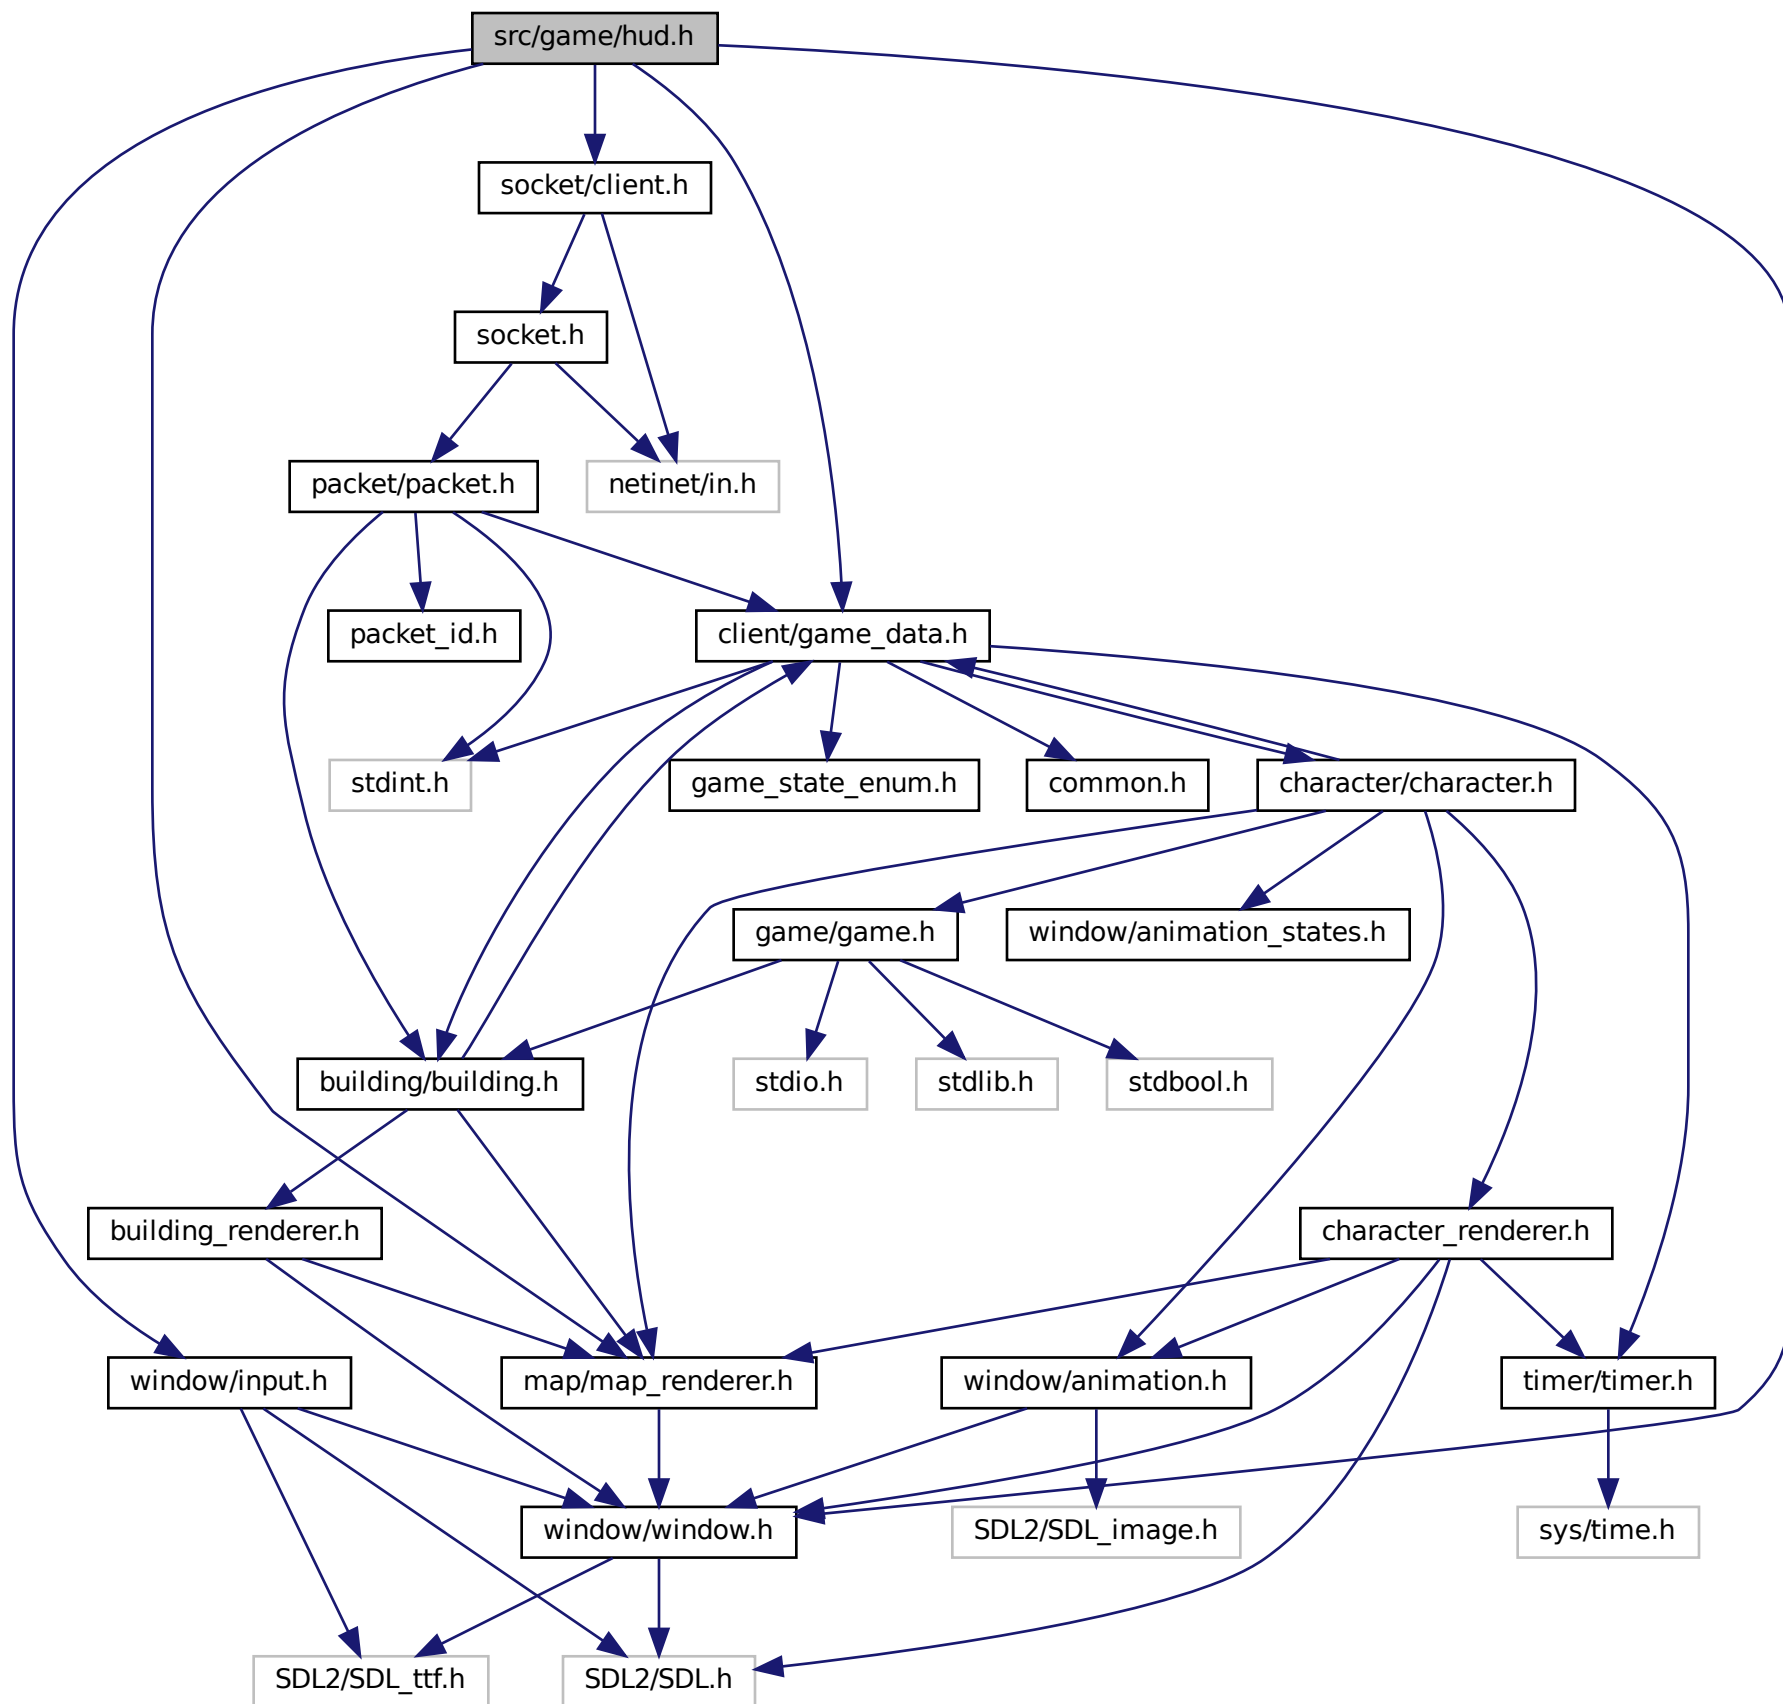 src/game/hud.h
socket/client.h
socket.h
packet/packet.h
netinet/in.h
packet_id.h
client/game_data.h
stdint.h
game_state_enum.h
common.h
character/character.h
game/game.h
window/animation_states.h
building/building.h
stdio.h
stdlib.h
stdbool.h
building_renderer.h
character_renderer.h
window/input.h
map/map_renderer.h
window/animation.h
timer/timer.h
window/window.h
SDL2/SDL_image.h
sys/time.h
SDL2/SDL_ttf.h
SDL2/SDL.h